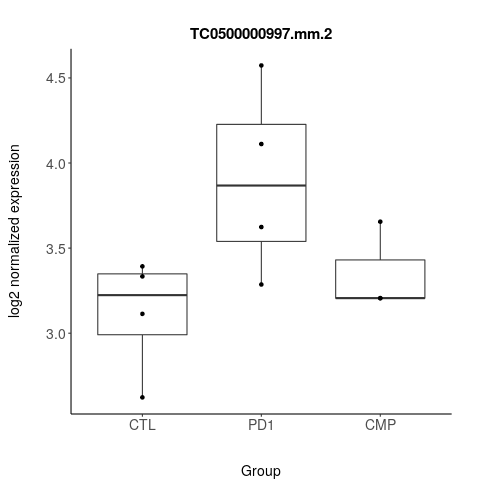 TC0500000997.mm.2
log2 normalized expression
4.5
4.0
3.5
3.0
CTL
PD1
CMP
Group